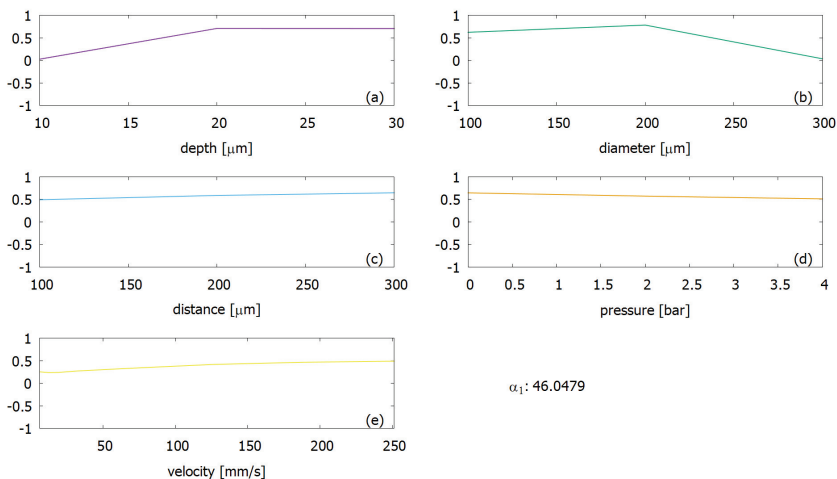 1
0.5
0
-0.5
-1
(a)
10 15 20 25 30
depth [μm]
1
0.5
0
-0.5
-1
(b)
100 150 200 250 300
diameter [μm]
1
0.5
0
-0.5
-1
(c)
100 150 200 250 300
distance [μm]
1
0.5
0
-0.5
-1
(d)
0 0.5 1 1.5 2 2.5 3 3.5 4
pressure [bar]
1
0.5
0
-0.5
-1
(e)
50 100 150 200 250
velocity [mm/s]
α₁: 46.0479